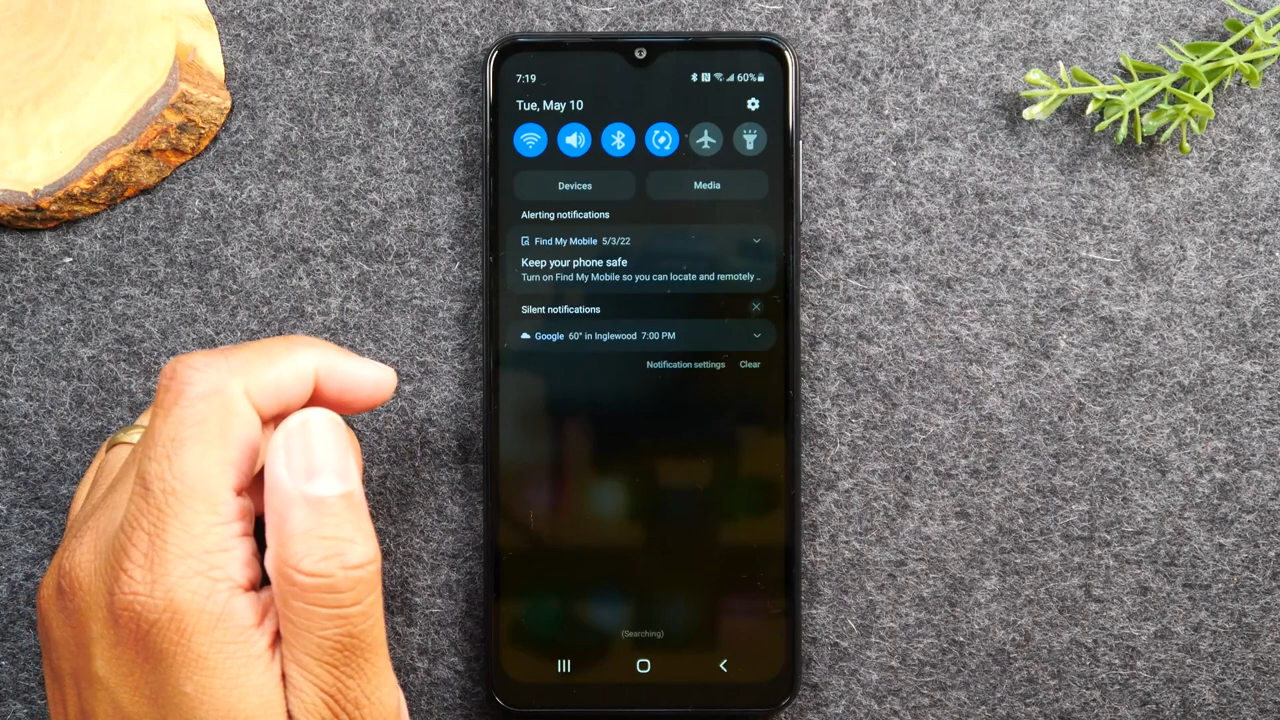 7:19 60%
Tue, May 10
Devices Media
Alerting notifications
Find My Mobile 5/3/22
Keep your phone safe
Turn on Find My Mobile so you can locate and remotely ..
Silent notifications
Google 60° in Inglewood 7:00 PM
Notification settings Clear
(Searching)